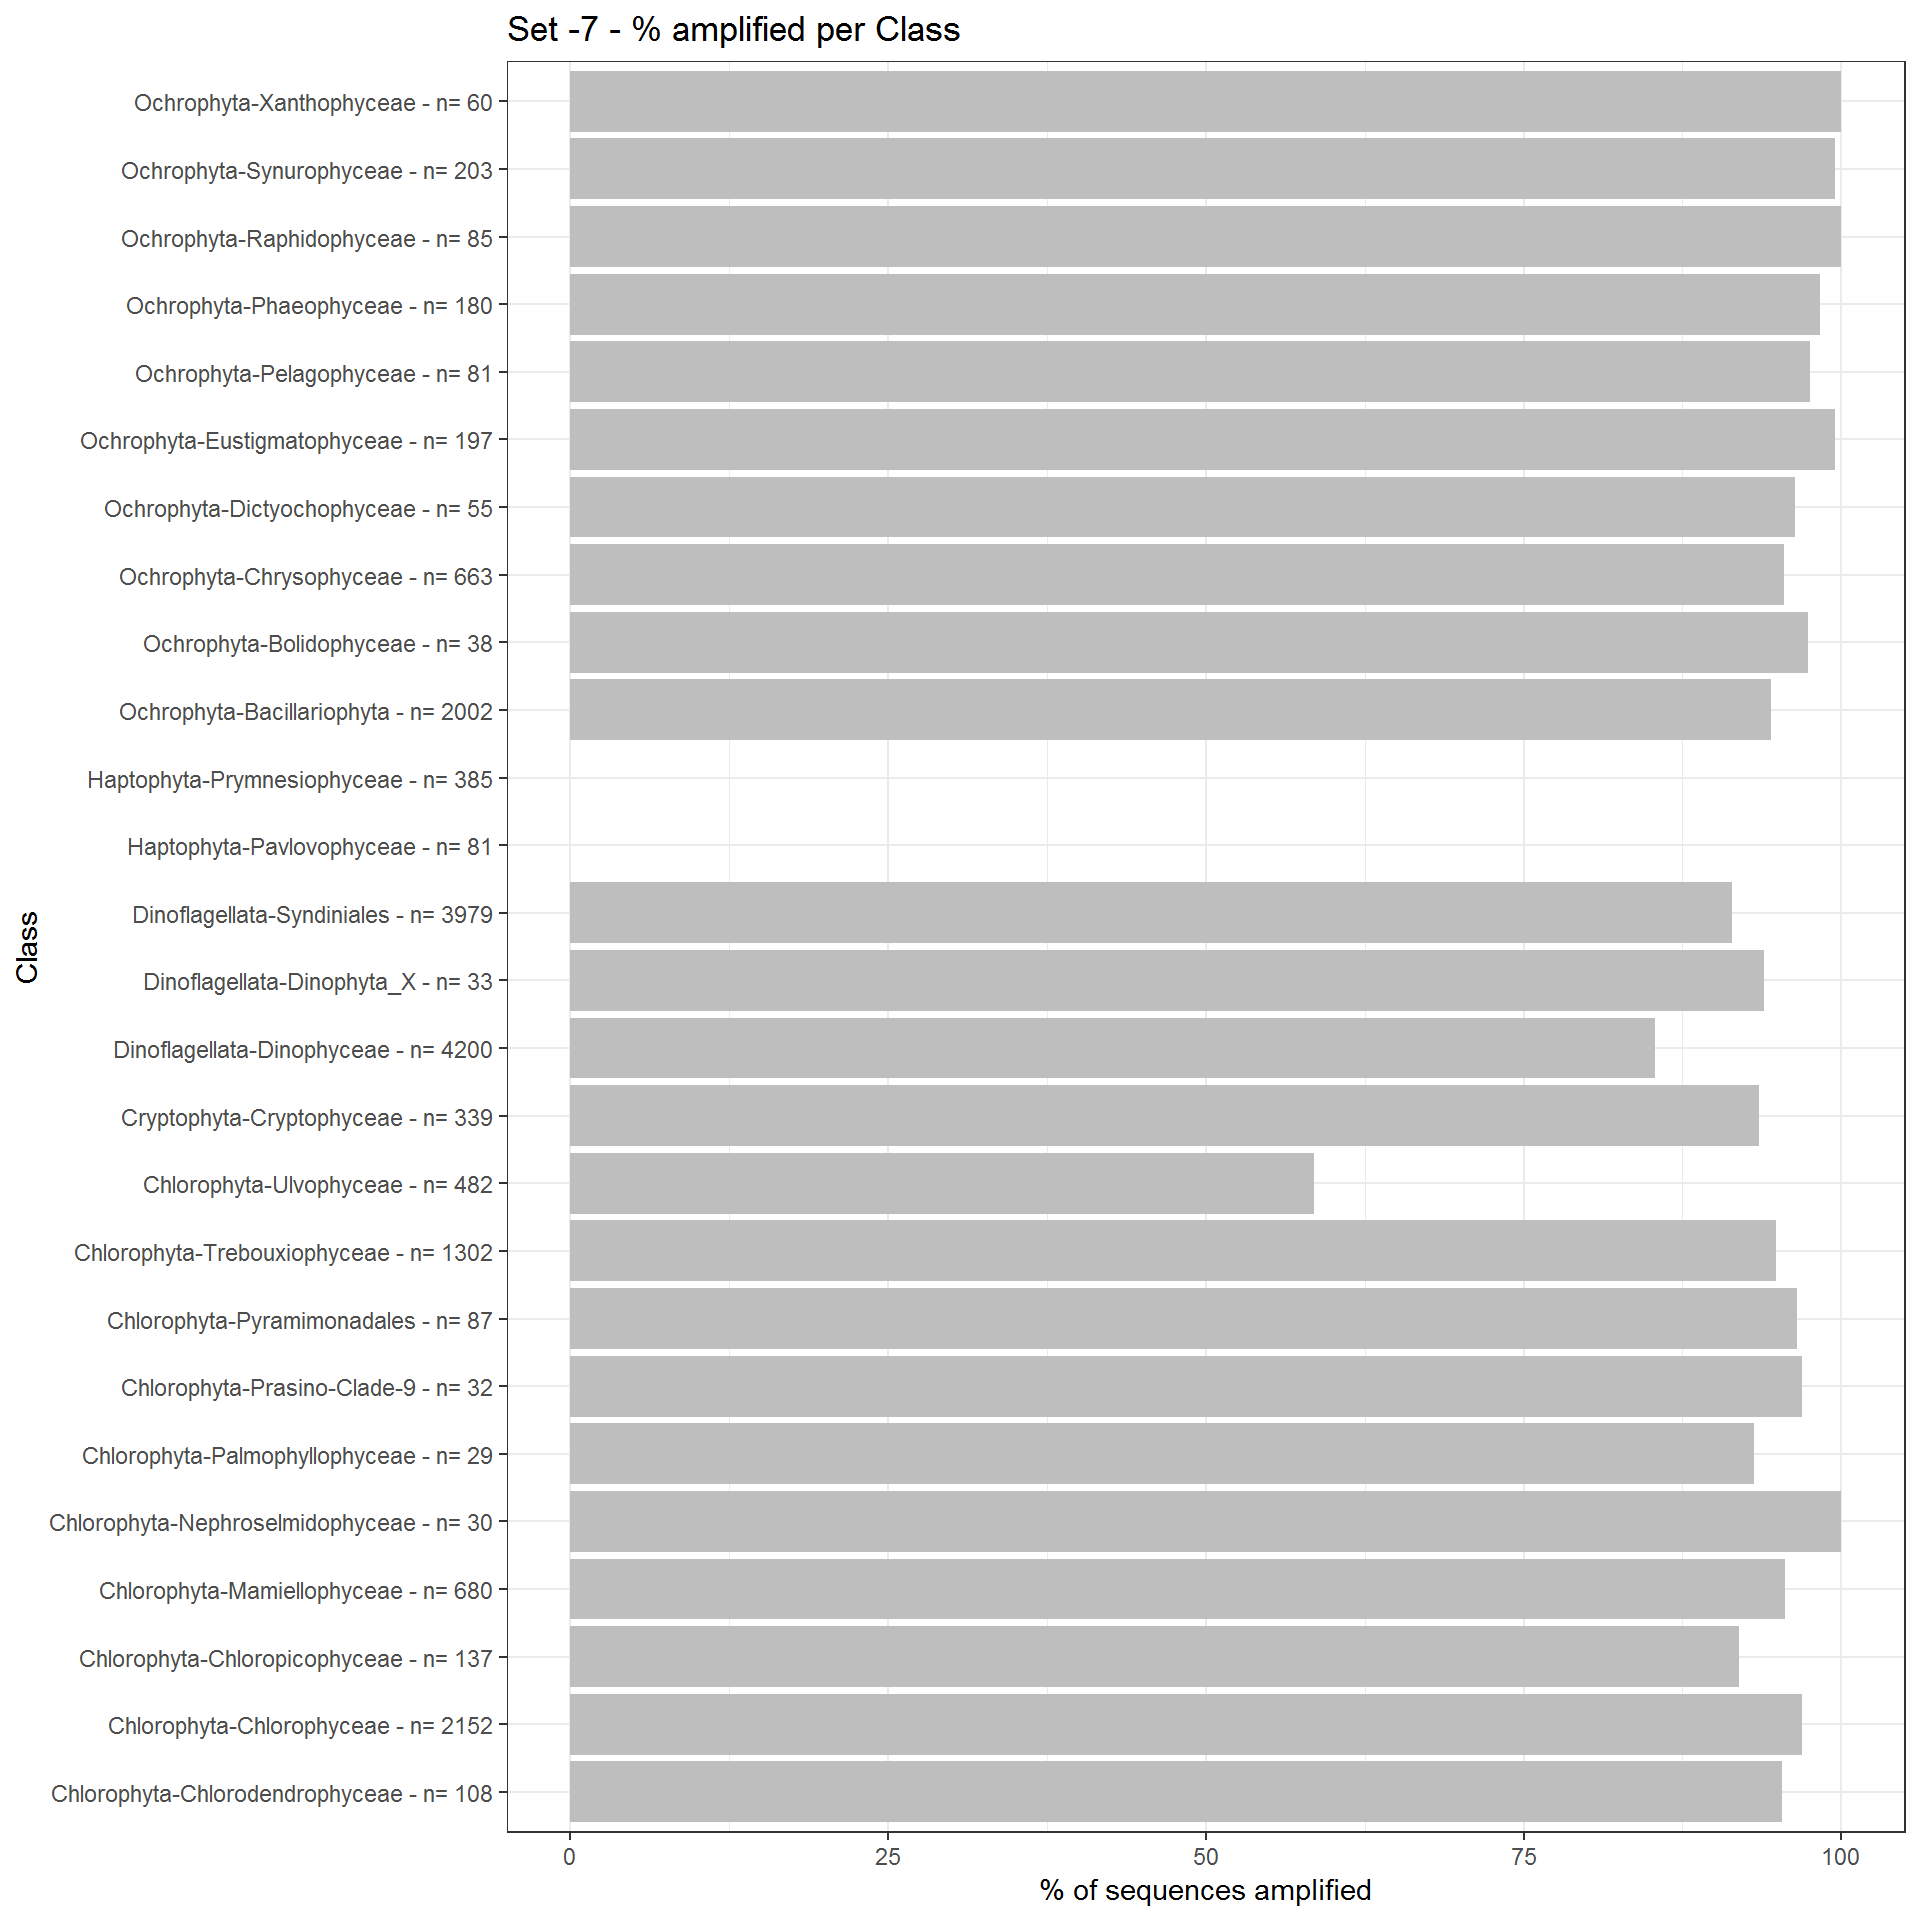 Set -7 - % amplified per Class
Ochrophyta-Xanthophyceae - n= 60
Ochrophyta-Synurophyceae - n= 203
Ochrophyta-Raphidophyceae - n= 85
Ochrophyta-Phaeophyceae - n= 180
Ochrophyta-Pelagophyceae - n= 81
Ochrophyta-Eustigmatophyceae - n= 197
Ochrophyta-Dictyochophyceae - n= 55
Ochrophyta-Chrysophyceae - n= 663
Ochrophyta-Bolidophyceae - n= 38
Ochrophyta-Bacillariophyta - n= 2002
Haptophyta-Prymnesiophyceae - n= 385
Haptophyta-Pavlovophyceae - n= 81
Dinoflagellata-Syndiniales - n= 3979
Dinoflagellata-Dinophyta_X - n= 33
Dinoflagellata-Dinophyceae - n= 4200
Cryptophyta-Cryptophyceae - n= 339
Chlorophyta-Ulvophyceae - n= 482
Chlorophyta-Trebouxiophyceae - n= 1302
Chlorophyta-Pyramimonadales - n= 87
Chlorophyta-Prasino-Clade-9 - n= 32
Chlorophyta-Palmophyllophyceae - n= 29
Chlorophyta-Nephroselmidophyceae - n= 30
Chlorophyta-Mamiellophyceae - n= 680
Chlorophyta-Chloropicophyceae - n= 137
Chlorophyta-Chlorophyceae - n= 2152
Chlorophyta-Chlorodendrophyceae - n= 108
Class
0 25 50 75 100
% of sequences amplified